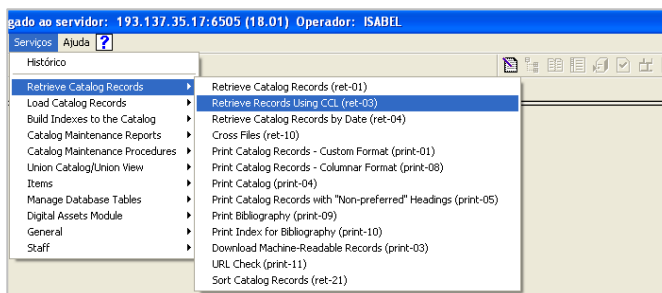 gado ao servidor: 193.137.35.17:6505 (18.01) Operador: ISABEL
Serviços Ajuda ?
Histórico
Retrieve Catalog Records
Load Catalog Records
Build Indexes to the Catalog
Catalog Maintenance Reports
Catalog Maintenance Procedures
Union Catalog/Union View
Items
Manage Database Tables
Digital Assets Module
General
Staff
Retrieve Catalog Records (ret-01)
Retrieve Records Using CCL (ret-03)
Retrieve Catalog Records by Date (ret-04)
Cross Files (ret-10)
Print Catalog Records - Custom Format (print-01)
Print Catalog Records - Columnar Format (print-08)
Print Catalog (print-04)
Print Catalog Records with "Non-preferred" Headings (print-05)
Print Bibliography (print-09)
Print Index for Bibliography (print-10)
Download Machine-Readable Records (print-03)
URL Check (print-11)
Sort Catalog Records (ret-21)